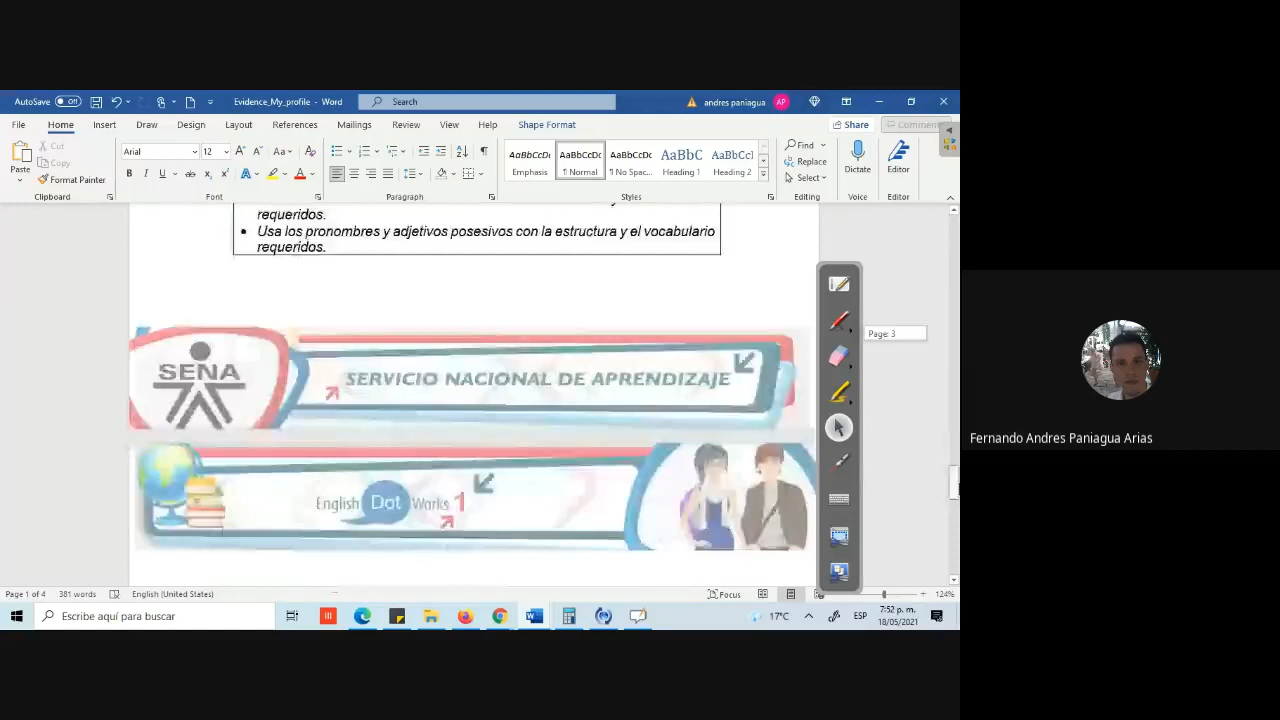 AutoSave Off Evidence_My_profile - Word Search andres paniagua AP
File Home Insert Draw Design Layout References Mailings Review View Help Shape Format Share Comment
Paste Cut Copy Format Painter
Clipboard
Arial 12
Font
Paragraph
AaBbCcDc AaBbCcDc AaBbCcDc AaBbC AaBbCc]
Emphasis ¶ Normal ¶ No Spac... Heading 1 Heading 2
Styles
Find Replace Select
Editing
Dictate
Voice
Editor
Editor
requeridos.
• Usa los pronombres y adjetivos posesivos con la estructura y el vocabulario
requeridos.
Page: 3
SENA
SERVICIO NACIONAL DE APRENDIZAJE
English Dot Works 1
Fernando Andres Paniagua Arias
Page 1 of 4 381 words English (United States) Focus 124%
Escribe aquí para buscar 17°C ESP 7:52 p. m.
18/05/2021